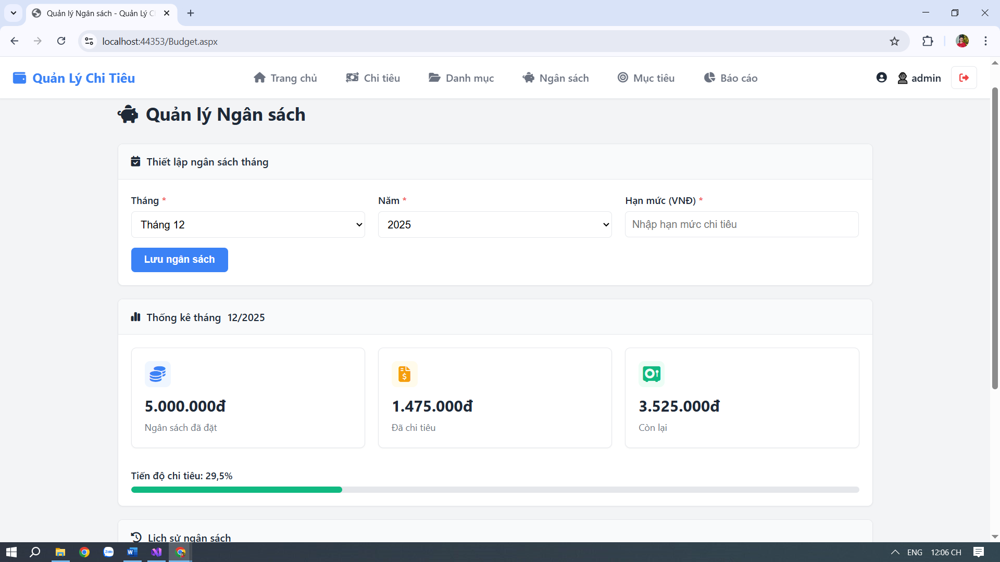 Quản lý Ngân sách - Quản Lý C
localhost:44353/Budget.aspx
Quản Lý Chi Tiêu
Trang chủ
Chi tiêu
Danh mục
Ngân sách
Mục tiêu
Báo cáo
admin
Quản lý Ngân sách
Thiết lập ngân sách tháng
Tháng *
Năm *
Hạn mức (VNĐ) *
Tháng 12
2025
Nhập hạn mức chi tiêu
Lưu ngân sách
Thống kê tháng 12/2025
5.000.000đ
Ngân sách đã đặt
1.475.000đ
Đã chi tiêu
3.525.000đ
Còn lại
Tiến độ chi tiêu: 29,5%
Lịch sử ngân sách
Zalo
W
ENG
12:06 CH